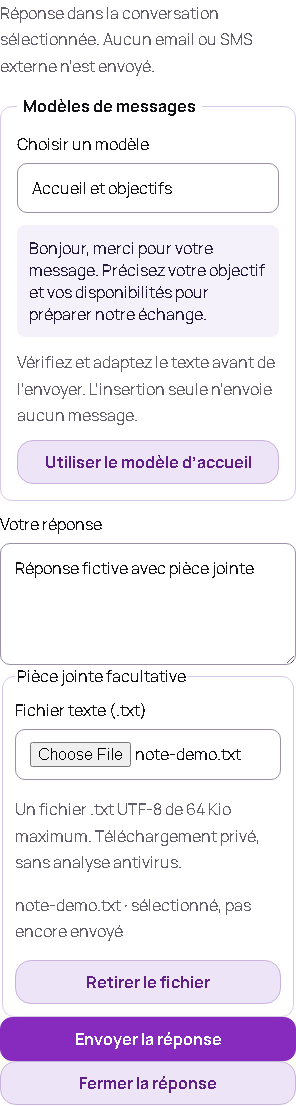 Réponse dans la conversation
sélectionnée. Aucun email ou SMS
externe n'est envoyé.
Modèles de messages
Choisir un modèle
Accueil et objectifs
Bonjour, merci pour votre
message. Précisez votre objectif
et vos disponibilités pour
préparer notre échange.
Vérifiez et adaptez le texte avant de
l'envoyer. L'insertion seule n'envoie
aucun message.
Utiliser le modèle d'accueil
Votre réponse
Réponse fictive avec pièce jointe
Pièce jointe facultative
Fichier texte (.txt)
Choose File note-demo.txt
Un fichier .txt UTF-8 de 64 Kio
maximum. Téléchargement privé,
sans analyse antivirus.
note-demo.txt · sélectionné, pas
encore envoyé
Retirer le fichier
Envoyer la réponse
Fermer la réponse